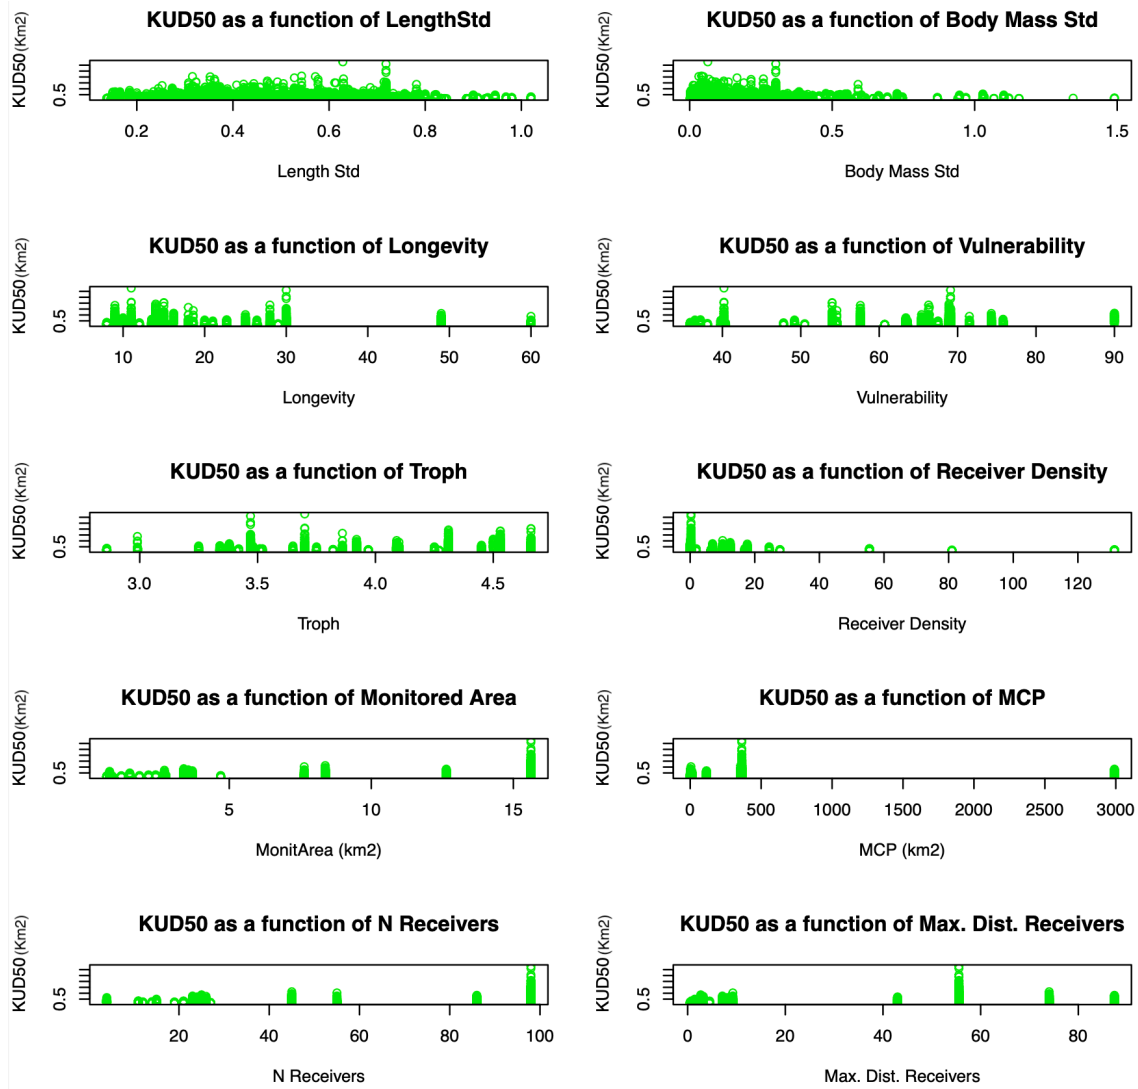 KUD50 as a function of LengthStd
KUD50 (Km2)
0.5
0.2 0.4 0.6 0.8 1.0
Length Std
KUD50 as a function of Body Mass Std
KUD50 (Km2)
0.5
0.0 0.5 1.0 1.5
Body Mass Std
KUD50 as a function of Longevity
KUD50 (Km2)
0.5
10 20 30 40 50 60
Longevity
KUD50 as a function of Vulnerability
KUD50 (Km2)
0.5
40 50 60 70 80 90
Vulnerability
KUD50 as a function of Troph
KUD50 (Km2)
0.5
3.0 3.5 4.0 4.5
Troph
KUD50 as a function of Receiver Density
KUD50 (Km2)
0.5
0 20 40 60 80 100 120
Receiver Density
KUD50 as a function of Monitored Area
KUD50 (Km2)
0.5
5 10 15
MonitArea (km2)
KUD50 as a function of MCP
KUD50 (Km2)
0.5
0 500 1000 1500 2000 2500 3000
MCP (km2)
KUD50 as a function of N Receivers
KUD50 (Km2)
0.5
20 40 60 80 100
N Receivers
KUD50 as a function of Max. Dist. Receivers
KUD50 (Km2)
0.5
0 20 40 60 80
Max. Dist. Receivers